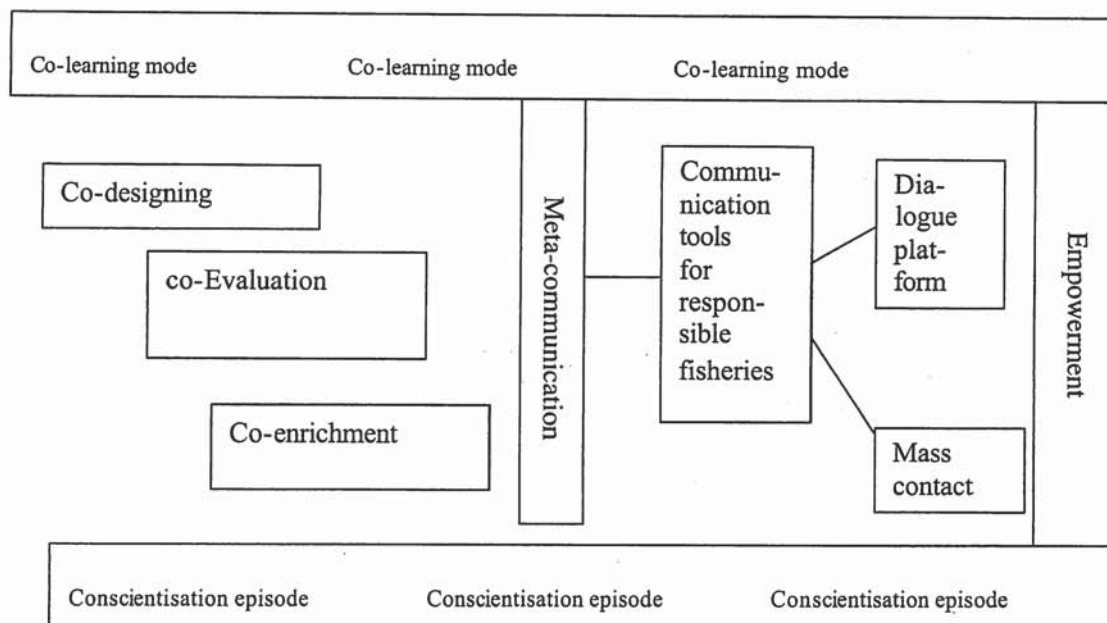 Co-learning mode Co-learning mode Co-learning mode
Co-designing
co-Evaluation
Co-enrichment
Meta-communication
Commu-
nication
tools
for
respon-
sible
fisheries
Dia-
logue
plat-
form
Mass
contact
Empowerment
Conscientisation episode Conscientisation episode Conscientisation episode